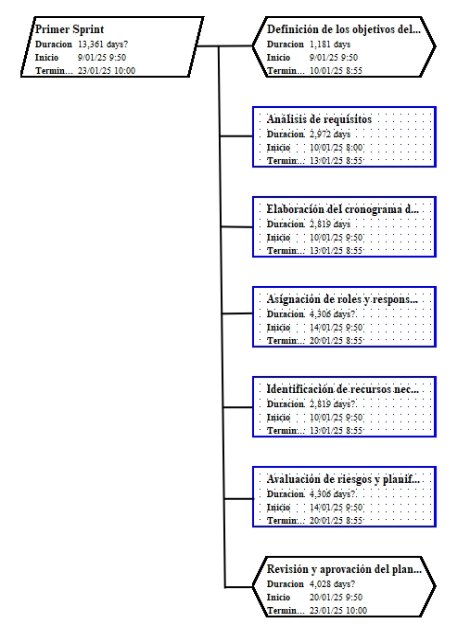 Primer Sprint
Duracion 13,361 days?
Inicio 9/01/25 9:50
Termin... 23/01/25 10:00
Definición de los objetivos del...
Duracion 1,181 days
Inicio 9/01/25 9:50
Termin... 10/01/25 8:55
Análisis de requisitos
Duracion 2,972 days
Inicio 10/01/25 8:00
Termin... 13/01/25 8:55
Elaboración del cronograma d...
Duracion 2,819 days
Inicio 10/01/25 9:50
Termin... 13/01/25 8:55
Asignación de roles y respons...
Duracion 4,306 days?
Inicio 14/01/25 9:50
Termin... 20/01/25 8:55
Identificación de recursos nec...
Duracion 2,819 days?
Inicio 10/01/25 9:50
Termin... 13/01/25 8:55
Avaluación de riesgos y planif...
Duracion 4,306 days?
Inicio 14/01/25 9:50
Termin... 20/01/25 8:55
Revisión y aprovación del plan...
Duracion 4,028 days?
Inicio 20/01/25 9:50
Termin... 23/01/25 10:00